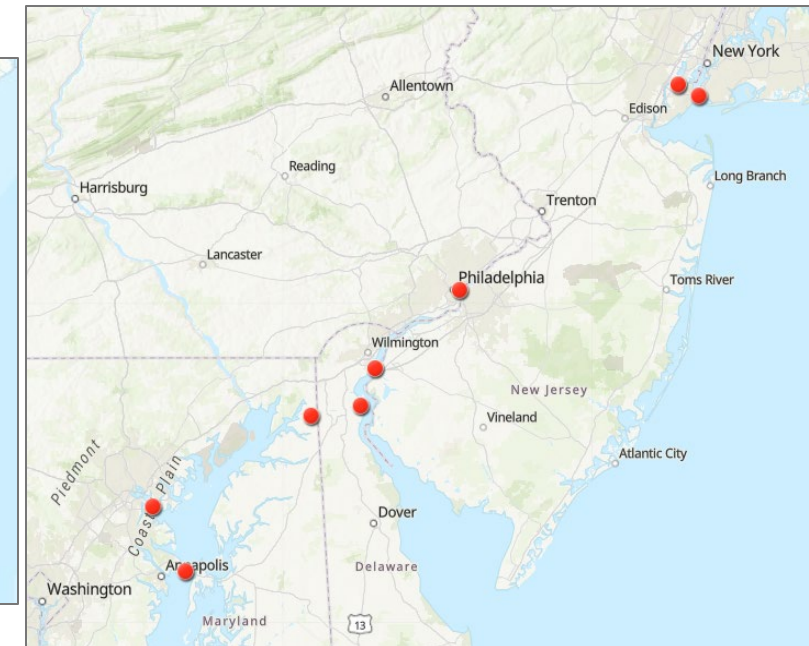 New York
Allentown
Edison
Reading
Long Branch
Harrisburg
Trenton
Lancaster
Philadelphia
Toms River
Wilmington
New Jersey
Vineland
Piedmont
Atlantic City
Coastal Plain
Dover
Annapolis
Delaware
Washington
Maryland
13